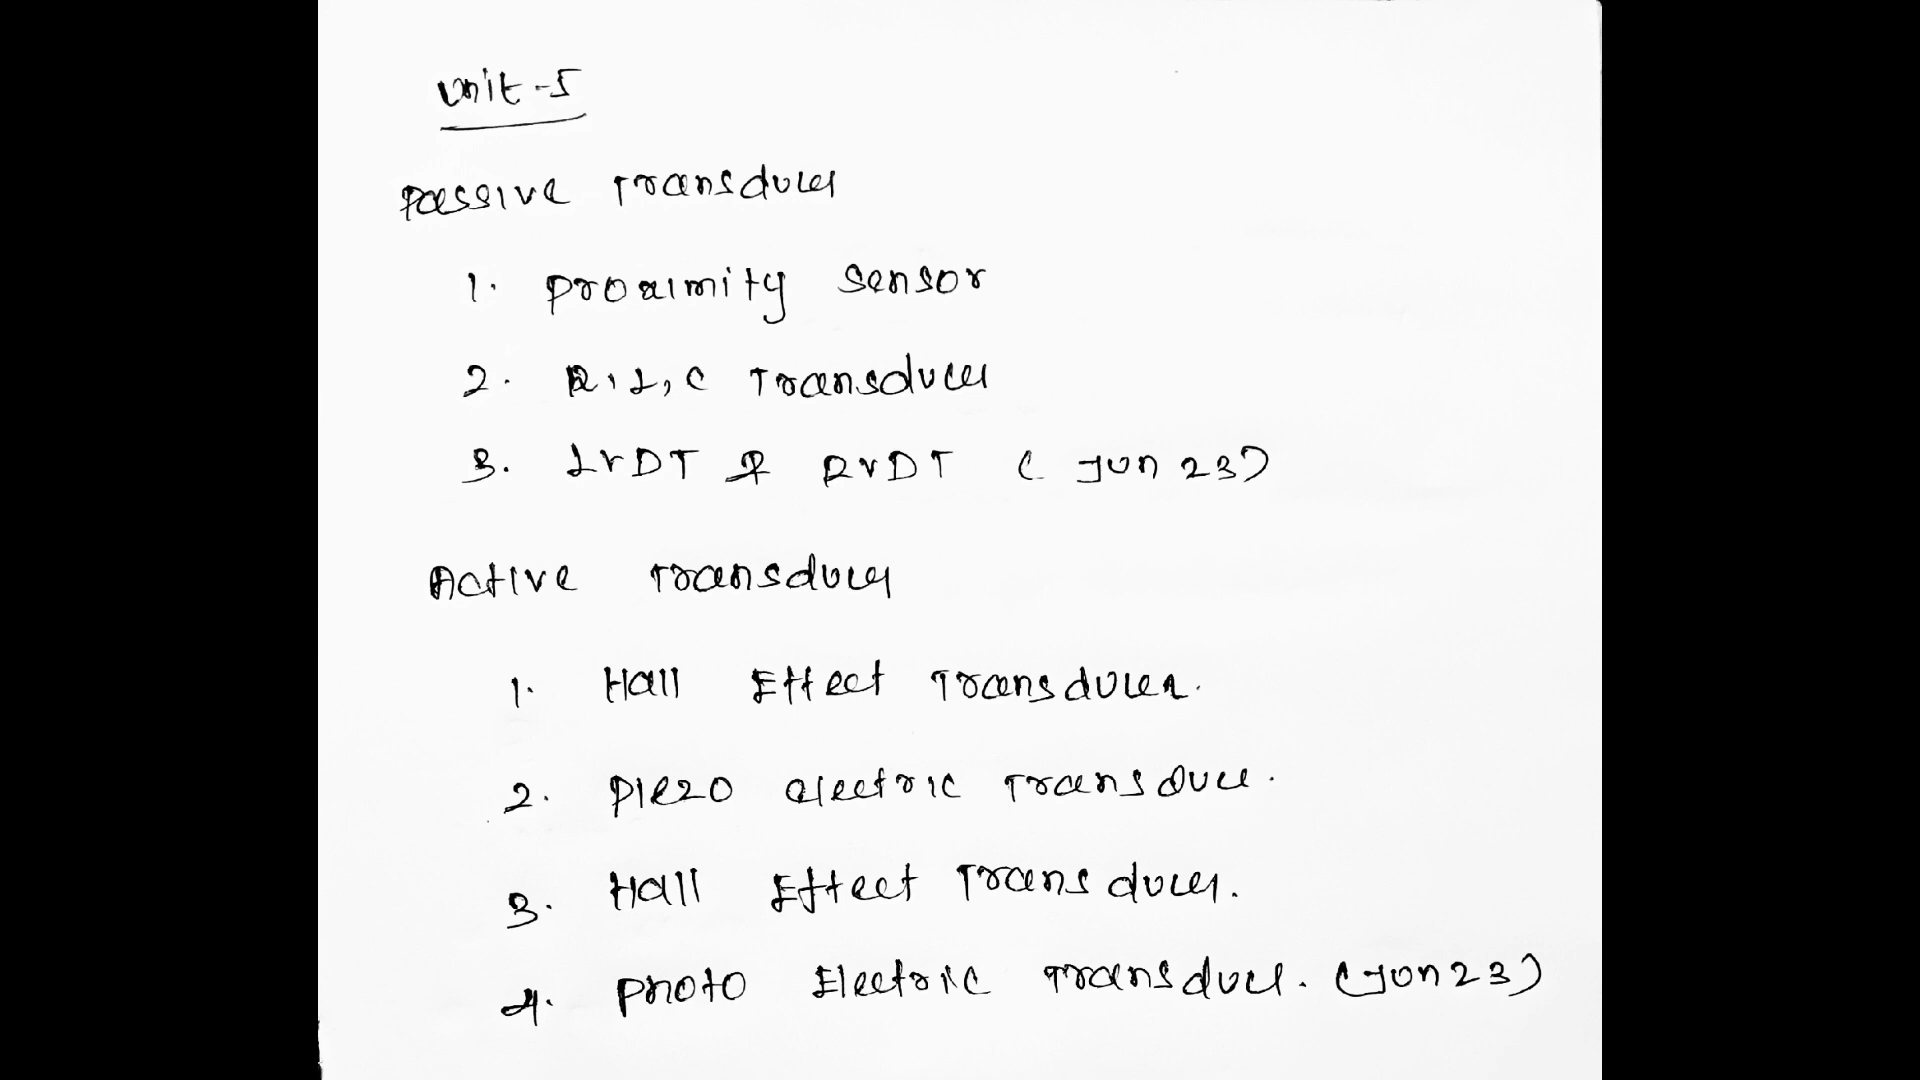 Unit-5
Passive Transducer
1. Proximity Sensor
2. R, L, C Transducer
3. LVDT & RVDT (Jun 23)
Active Transducer
1. Hall Effect Transducer.
2. Piezo electric Transduce.
3. Hall Effect Transducer.
4. Photo Electric Transducer. (Jun 23)